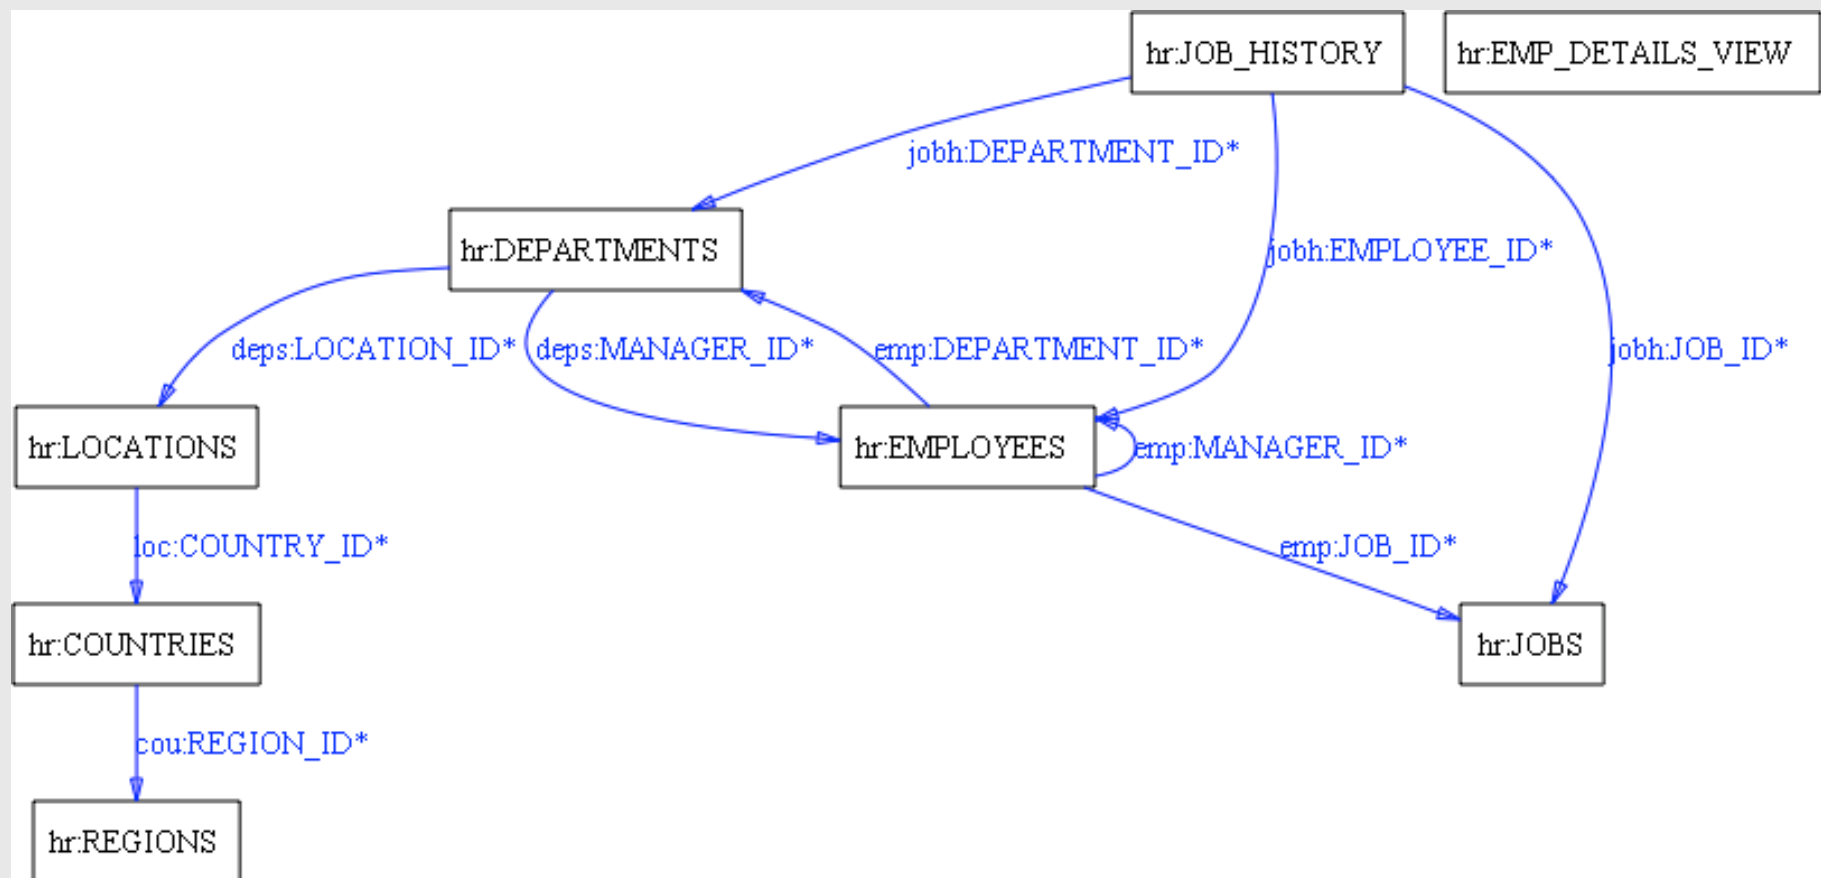 hr:JOB_HISTORY
hr:EMP_DETAILS_VIEW
jobh:DEPARTMENT_ID*
hr:DEPARTMENTS
jobh:EMPLOYEE_ID*
deps:LOCATION_ID*
deps:MANAGER_ID*
emp:DEPARTMENT_ID*
jobh:JOB_ID*
hr:LOCATIONS
hr:EMPLOYEES
emp:MANAGER_ID*
loc:COUNTRY_ID*
emp:JOB_ID*
hr:COUNTRIES
hr:JOBS
cou:REGION_ID*
hr:REGIONS